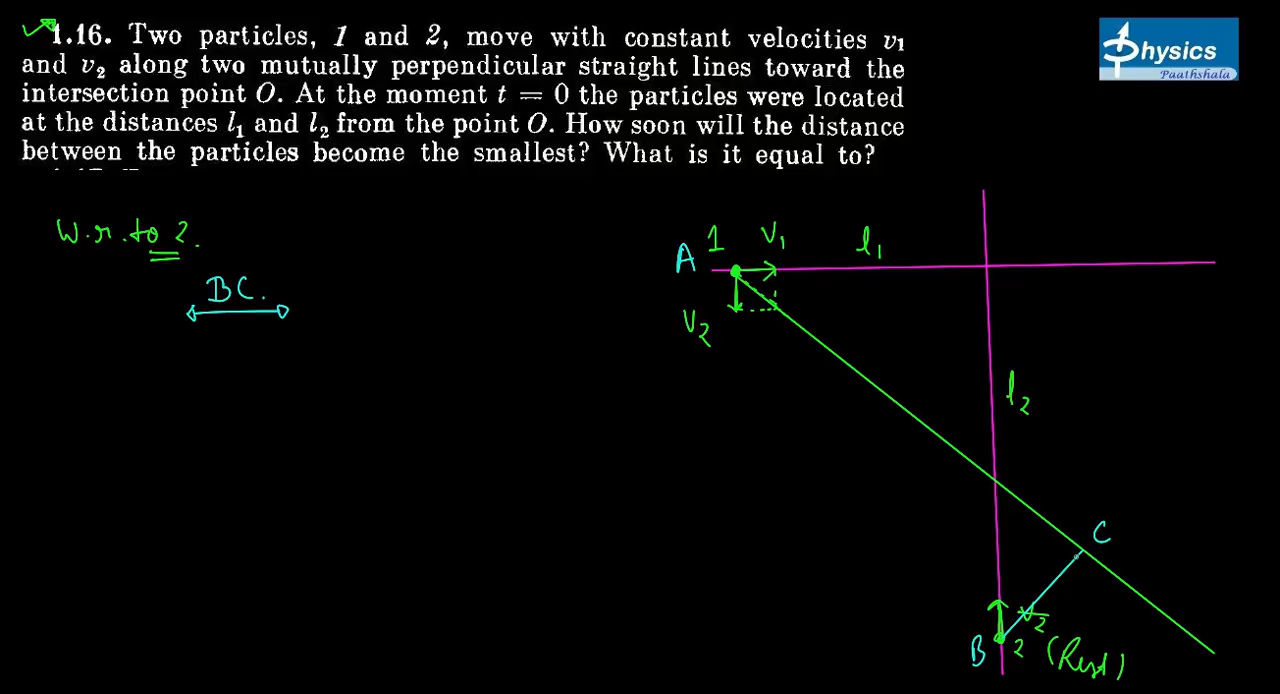 1.16. Two particles, 1 and 2, move with constant velocities v₁
and v₂ along two mutually perpendicular straight lines toward the
intersection point O. At the moment t = 0 the particles were located
at the distances l₁ and l₂ from the point O. How soon will the distance
between the particles become the smallest? What is it equal to?
Physics
Paathshala
W.r.to 2.
BC.
A 1 V₁ l₁
V₂
l₂
C
V₂
B 2 (Rest)